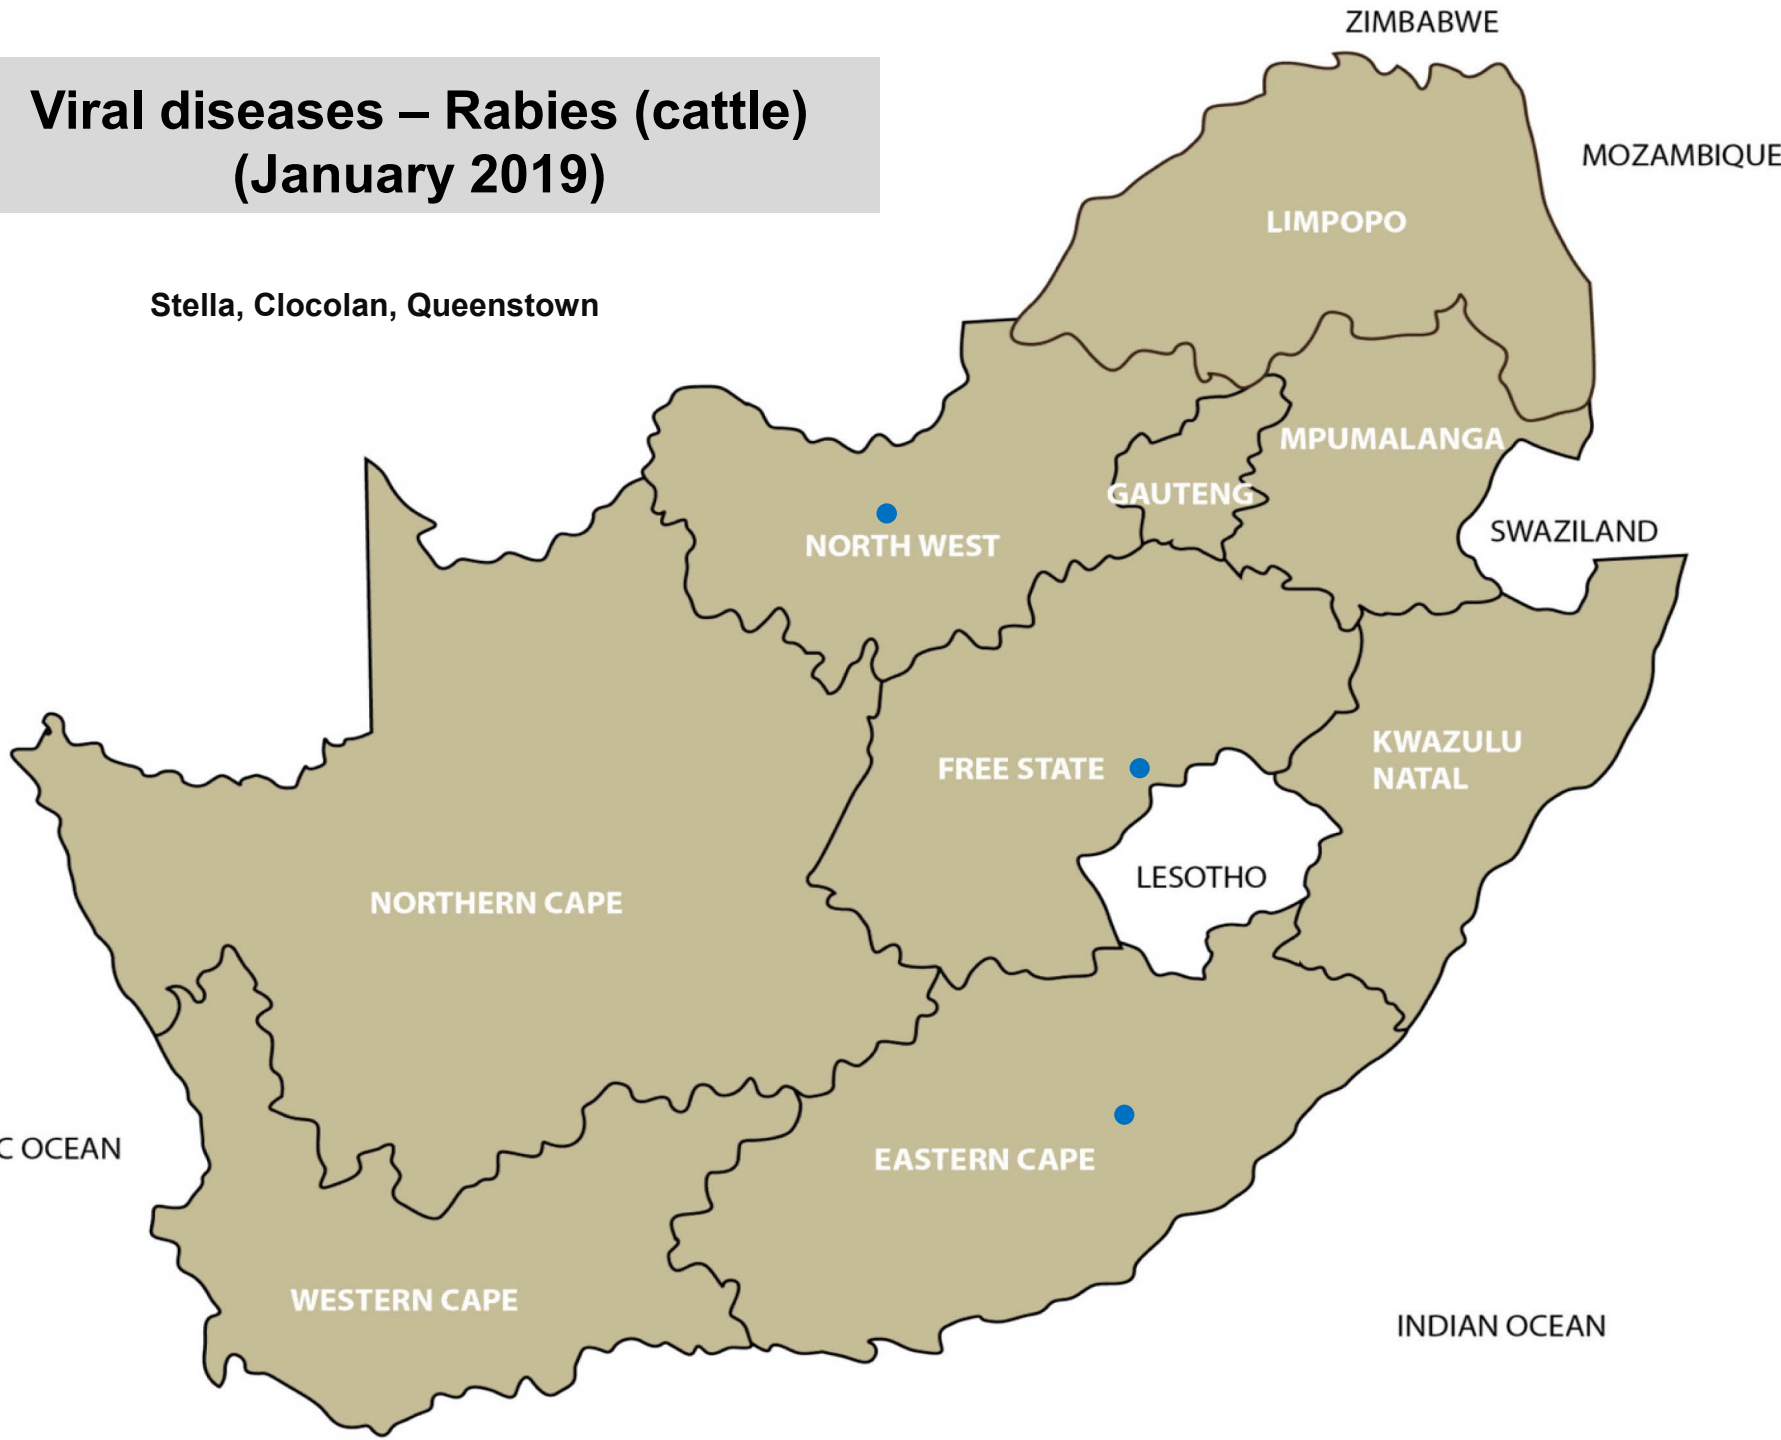 ZIMBABWE
Viral diseases – Rabies (cattle)
(January 2019)
MOZAMBIQUE
LIMPOPO
Stella, Clocolan, Queenstown
MPUMALANGA
GAUTENG
SWAZILAND
NORTH WEST
KWAZULU
NATAL
FREE STATE
LESOTHO
NORTHERN CAPE
C OCEAN
EASTERN CAPE
WESTERN CAPE
INDIAN OCEAN